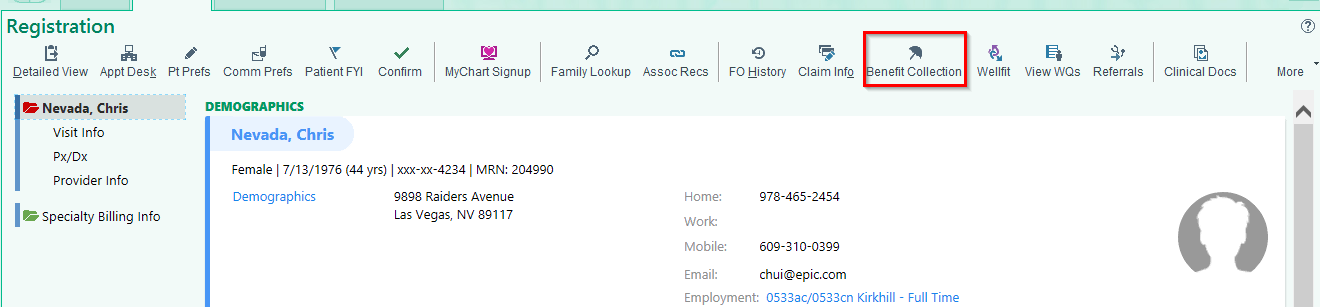 Registration
Detailed View Appt Desk Pt Prefs Comm Prefs Patient FYI Confirm MyChart Signup Family Lookup Assoc Recs FO History Claim Info Benefit Collection Wellfit View WQs Referrals Clinical Docs More
Nevada, Chris
Visit Info
Px/Dx
Provider Info
Specialty Billing Info
DEMOGRAPHICS
Nevada, Chris
Female | 7/13/1976 (44 yrs) | xxx-xx-4234 | MRN: 204990
Demographics 9898 Raiders Avenue
Las Vegas, NV 89117
Home: 978-465-2454
Work:
Mobile: 609-310-0399
Email: chui@epic.com
Employment: 0533ac/0533cn Kirkhill - Full Time